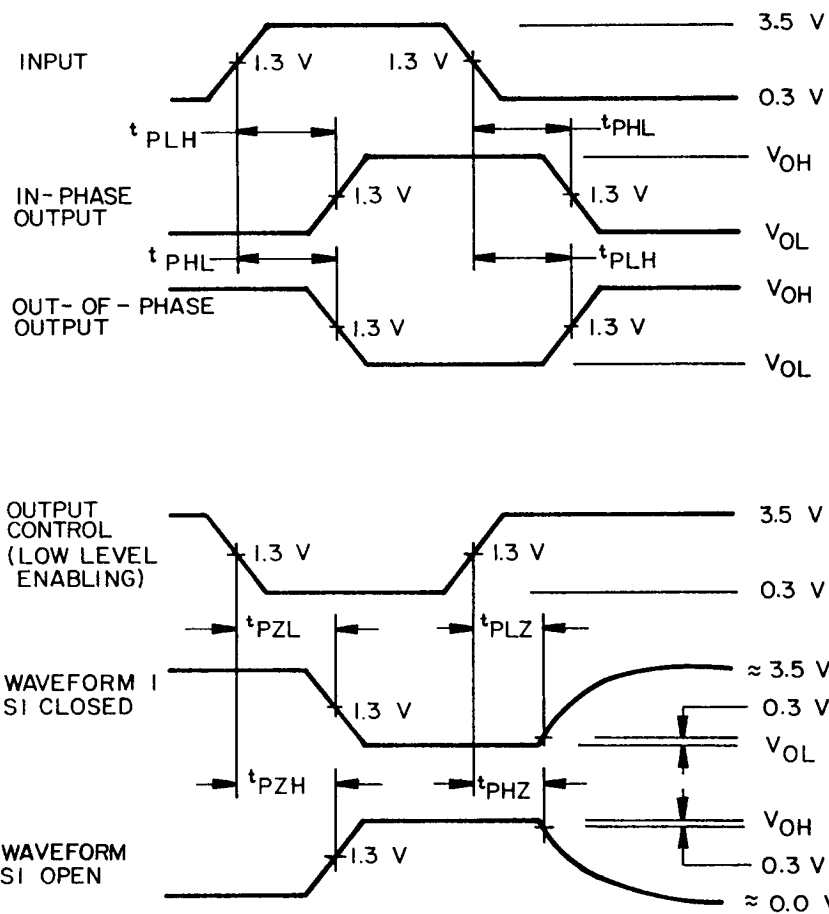 3.5 V
INPUT
1.3 V
1.3 V
0.3 V
tPLH
tPHL
VOH
IN-PHASE
OUTPUT
1.3 V
1.3 V
VOL
tPHL
tPLH
VOH
OUT-OF-PHASE
OUTPUT
1.3 V
1.3 V
VOL
OUTPUT
CONTROL
(LOW LEVEL
ENABLING)
3.5 V
1.3 V
1.3 V
0.3 V
tPZL
tPLZ
WAVEFORM 1
S1 CLOSED
≈ 3.5 V
0.3 V
1.3 V
VOL
tPZH
tPHZ
VOH
WAVEFORM
S1 OPEN
1.3 V
0.3 V
≈ 0.0 V